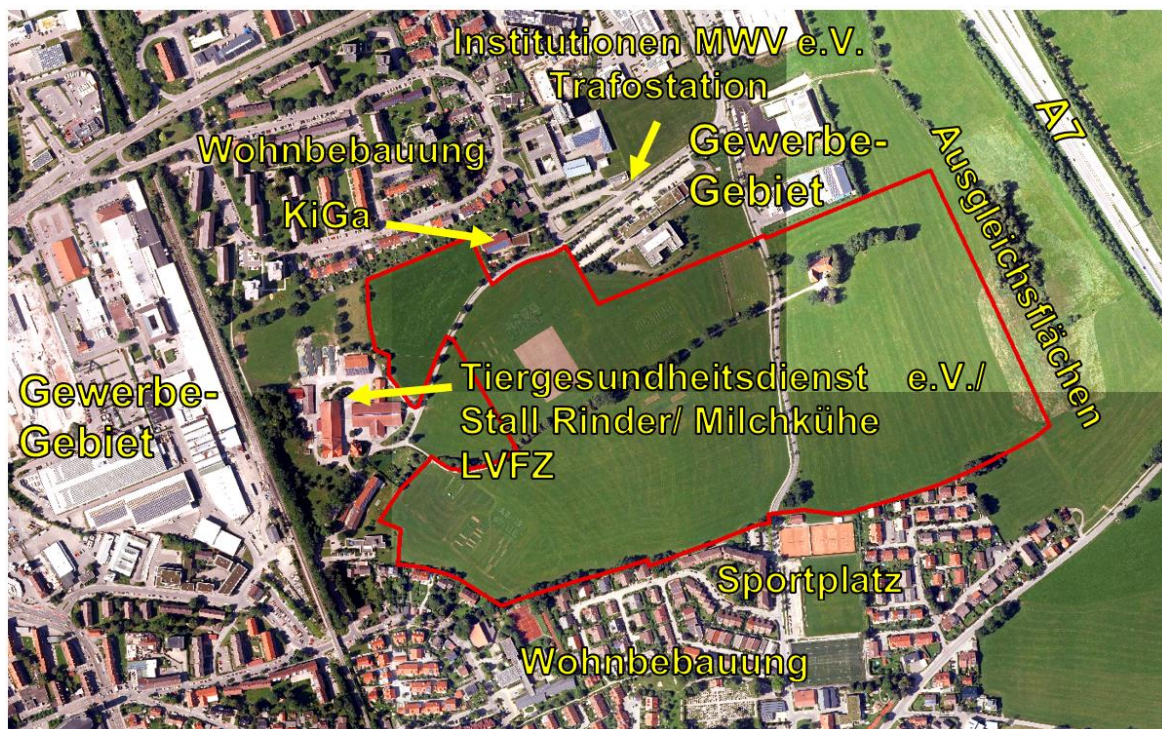 Institutionen MWV e.V.
Trafostation
Wohnbebauung
Gewerbe-
Gebiet
KiGa
A7
Ausgleichsflächen
Tiergesundheitsdienst e.V./
Stall Rinder/ Milchkühe
LVFZ
Gewerbe-
Gebiet
Sportplatz
Wohnbebauung